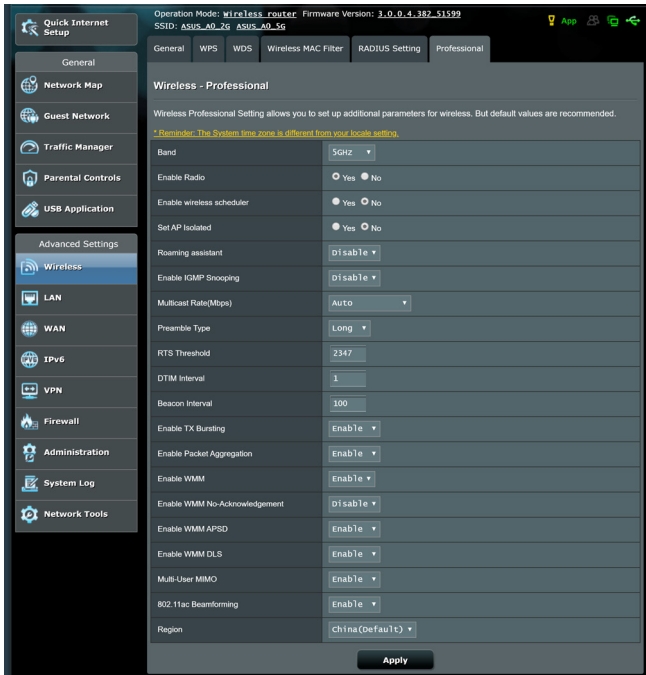 Quick Internet
Setup
Operation Mode: Wireless router Firmware Version: 3.0.0.4.382_51599
SSID: ASUS_A0_2G ASUS_A0_5G
App
General WPS WDS Wireless MAC Filter RADIUS Setting Professional
General
Network Map
Guest Network
Traffic Manager
Parental Controls
USB Application
Advanced Settings
Wireless
LAN
WAN
IPv6
VPN
Firewall
Administration
System Log
Network Tools
Wireless - Professional
Wireless Professional Setting allows you to set up additional parameters for wireless. But default values are recommended.
* Reminder: The System time zone is different from your locale setting.
Band 5GHz
Enable Radio Yes No
Enable wireless scheduler Yes No
Set AP Isolated Yes No
Roaming assistant Disable
Enable IGMP Snooping Disable
Multicast Rate(Mbps) Auto
Preamble Type Long
RTS Threshold 2347
DTIM Interval 1
Beacon Interval 100
Enable TX Bursting Enable
Enable Packet Aggregation Enable
Enable WMM Enable
Enable WMM No-Acknowledgement Disable
Enable WMM APSD Enable
Enable WMM DLS Enable
Multi-User MIMO Enable
802.11ac Beamforming Enable
Region China(Default)
Apply